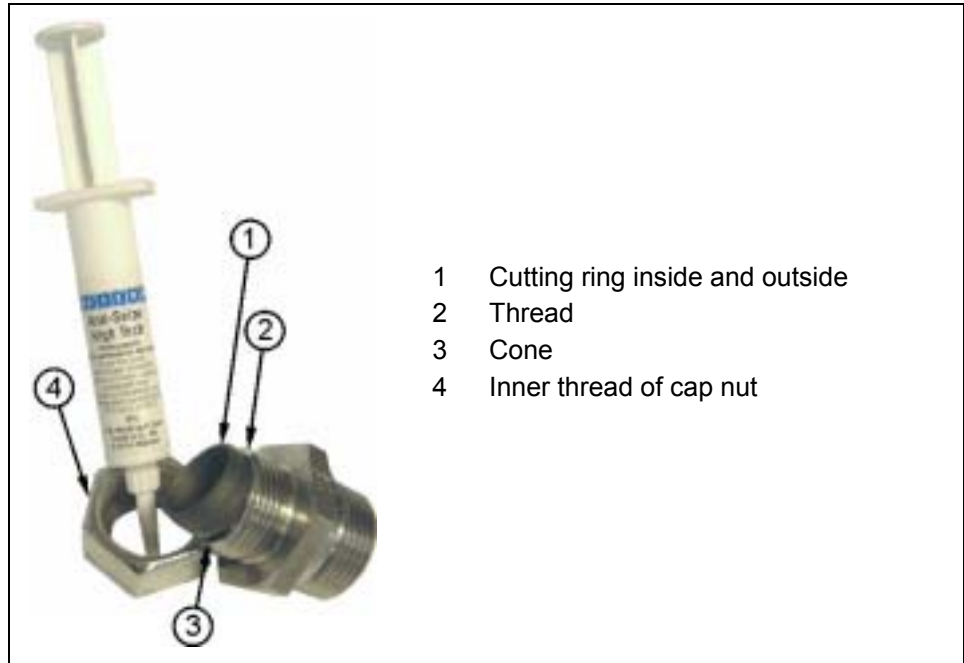 1
2
4
Anti-Seize
High Tech
3
1 Cutting ring inside and outside
2 Thread
3 Cone
4 Inner thread of cap nut